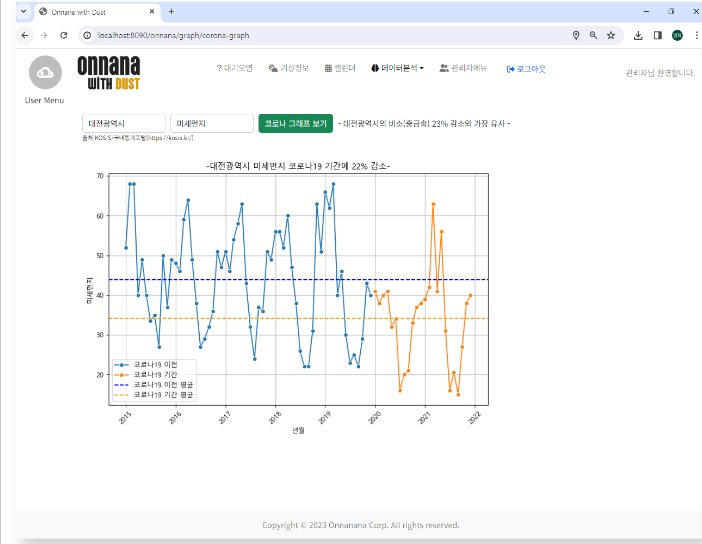 Onnana with Dust
localhost:8090/onnana/graph/corona-graph
onnana
WiTH DUST
? 대기오염
기상정보
캘린더
데이터분석
관리자메뉴
로그아웃
관리자님 환영합니다.
User Menu
대전광역시
미세먼지
코로나 그래프 보기
- 대전광역시의 비소(중금속) 23% 감소와 가장 유사 -
출처:KOSIS/국내통계포털(https://kosis.kr/)
-대전광역시 미세먼지 코로나19 기간에 22% 감소-
70
60
50
40
30
20
미세먼지
코로나19 이전
코로나19 기간
코로나19 이전 평균
코로나19 기간 평균
2015
2016
2017
2018
2019
2020
2021
2022
년월
Copyright © 2023 Onnanana Corp. All rights reserved.